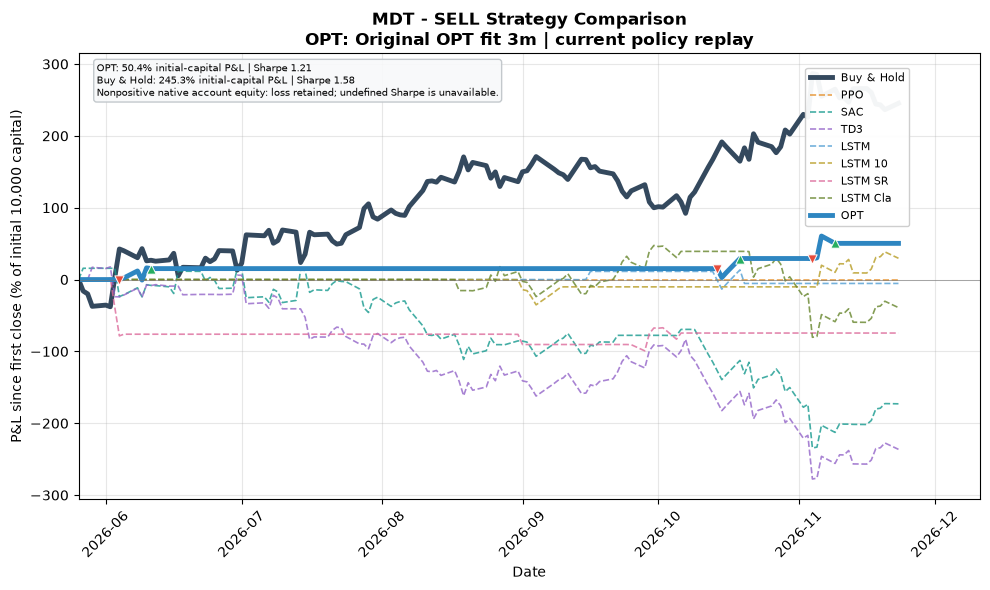 MDT - SELL Strategy Comparison
OPT: Original OPT fit 3m | current policy replay
OPT: 50.4% initial-capital P&L | Sharpe 1.21
Buy & Hold: 245.3% initial-capital P&L | Sharpe 1.58
Nonpositive native account equity: loss retained; undefined Sharpe is unavailable.
Buy & Hold
PPO
SAC
TD3
LSTM
LSTM 10
LSTM SR
LSTM Cla
OPT
P&L since first close (% of initial 10,000 capital)
300
200
100
0
−100
−200
−300
2026-06
2026-07
2026-08
2026-09
2026-10
2026-11
2026-12
Date